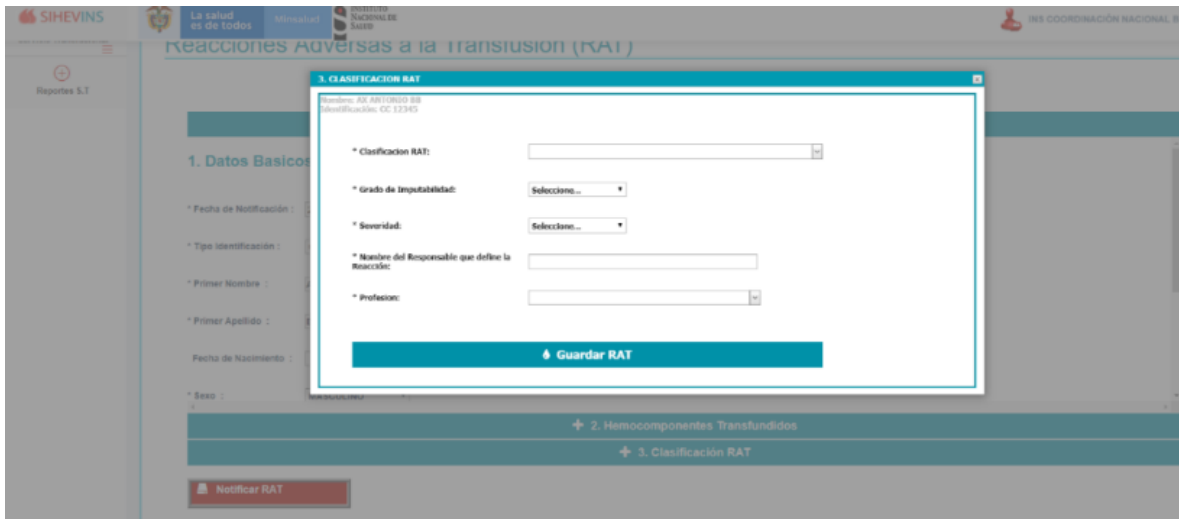 SIHEVINS
La salud
es de todos
Minsalud
INSTITUTO
NACIONAL DE
SALUD
INS COORDINACIÓN NACIONAL
Reacciones Adversas a la Transfusión (RAT)
Reportes S.T
3. CLASIFICACION RAT
Nombre: AX ANTONIO BB
Identificación: CC 12345
* Clasificacion RAT:
* Grado de Imputabilidad: Seleccione...
* Severidad: Seleccione...
* Nombre del Responsable que define la
Reacción:
* Profesion:
Guardar RAT
1. Datos Basicos
* Fecha de Notificación :
* Tipo Identificación :
* Primer Nombre :
* Primer Apellido :
Fecha de Nacimiento :
* Sexo : MASCULINO
+ 2. Hemocomponentes Transfundidos
+ 3. Clasificación RAT
Notificar RAT